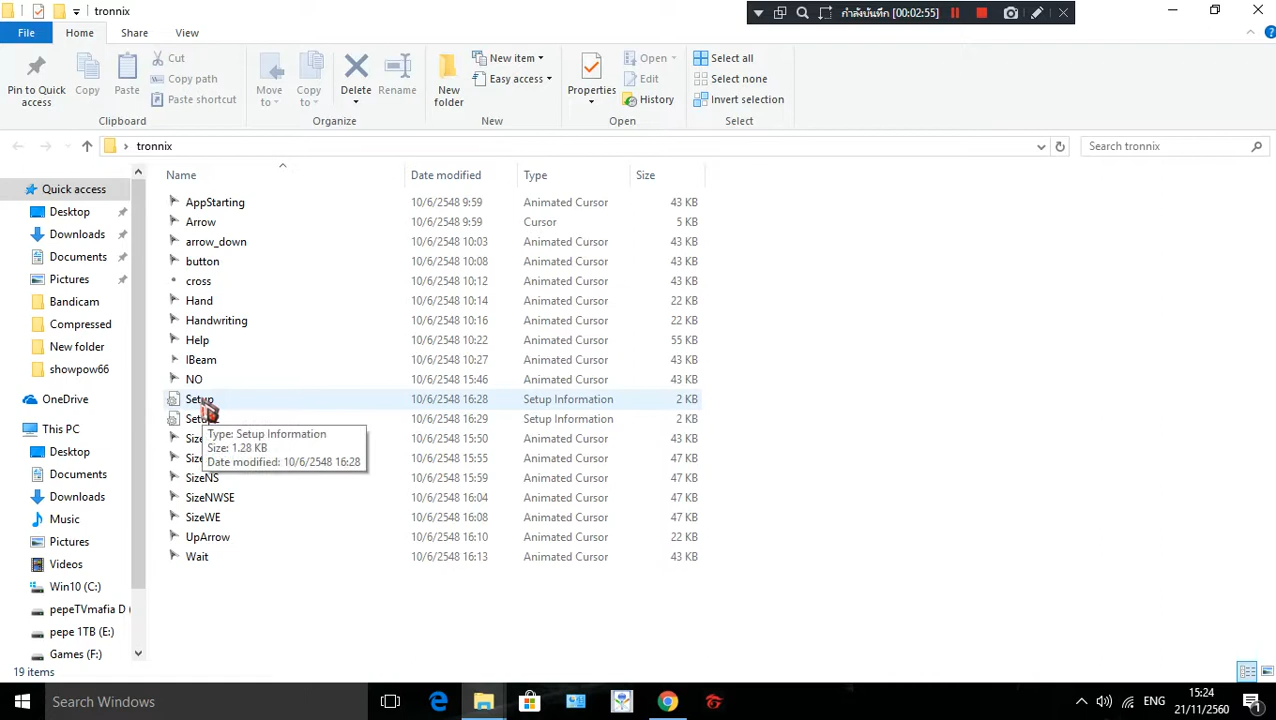 tronnix
กำลังบันทึก [00:02:55]
File
Home
Share
View
Pin to Quick access
Copy
Paste
Cut
Copy path
Paste shortcut
Clipboard
Move to
Copy to
Delete
Rename
Organize
New folder
New item
Easy access
New
Properties
Open
Edit
History
Open
Select all
Select none
Invert selection
Select
tronnix
Search tronnix
Name
Date modified
Type
Size
Quick access
Desktop
Downloads
Documents
Pictures
Bandicam
Compressed
New folder
showpow66
OneDrive
This PC
Desktop
Documents
Downloads
Music
Pictures
Videos
Win10 (C:)
pepeTVmafia D (
pepe 1TB (E:)
Games (F:)
AppStarting 10/6/2548 9:59 Animated Cursor 43 KB
Arrow 10/6/2548 9:59 Cursor 5 KB
arrow_down 10/6/2548 10:03 Animated Cursor 43 KB
button 10/6/2548 10:08 Animated Cursor 43 KB
cross 10/6/2548 10:12 Animated Cursor 43 KB
Hand 10/6/2548 10:14 Animated Cursor 22 KB
Handwriting 10/6/2548 10:16 Animated Cursor 22 KB
Help 10/6/2548 10:22 Animated Cursor 55 KB
IBeam 10/6/2548 10:27 Animated Cursor 43 KB
NO 10/6/2548 15:46 Animated Cursor 43 KB
Setup 10/6/2548 16:28 Setup Information 2 KB
10/6/2548 16:29 Setup Information 2 KB
10/6/2548 15:50 Animated Cursor 43 KB
10/6/2548 15:55 Animated Cursor 47 KB
SizeNS 10/6/2548 15:59 Animated Cursor 47 KB
SizeNWSE 10/6/2548 16:04 Animated Cursor 47 KB
SizeWE 10/6/2548 16:08 Animated Cursor 47 KB
UpArrow 10/6/2548 16:10 Animated Cursor 22 KB
Wait 10/6/2548 16:13 Animated Cursor 43 KB
Type: Setup Information
Size: 1.28 KB
Date modified: 10/6/2548 16:28
19 items
Search Windows
ENG
15:24
21/11/2560
1